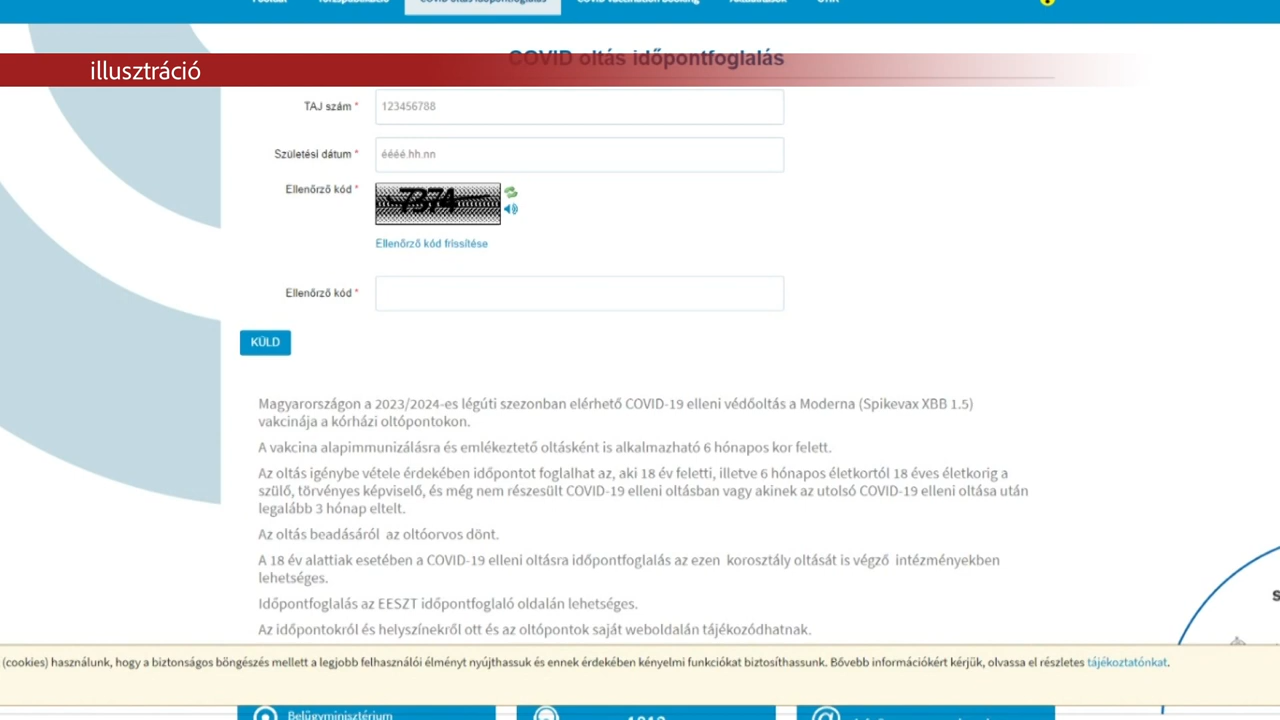 COVID oltás időpontfoglalás
illusztráció
TAJ szám *
123456788
Születési dátum *
éééé.hh.nn
Ellenőrző kód *
7374
Ellenőrző kód frissítése
Ellenőrző kód *
KÜLD
Magyarországon a 2023/2024-es légúti szezonban elérhető COVID-19 elleni védőoltás a Moderna (Spikevax XBB 1.5)
vakcinája a kórházi oltópontokon.
A vakcina alapimmunizálásra és emlékeztető oltásként is alkalmazható 6 hónapos kor felett.
Az oltás igénybe vétele érdekében időpontot foglalhat az, aki 18 év feletti, illetve 6 hónapos életkortól 18 éves életkorig a
szülő, törvényes képviselő, és még nem részesült COVID-19 elleni oltásban vagy akinek az utolsó COVID-19 elleni oltása után
legalább 3 hónap eltelt.
Az oltás beadásáról az oltóorvos dönt.
A 18 év alattiak esetében a COVID-19 elleni oltásra időpontfoglalás az ezen korosztály oltását is végző intézményekben
lehetséges.
Időpontfoglalás az EESZT időpontfoglaló oldalán lehetséges.
Az időpontokról és helyszínekről ott és az oltópontok saját weboldalán tájékozódhatnak.
(cookies) használunk, hogy a biztonságos böngészés mellett a legjobb felhasználói élményt nyújthassuk és ennek érdekében kényelmi funkciókat biztosíthassunk. Bővebb információkért kérjük, olvassa el részletes tájékoztatónkat.
Belügyminisztérium